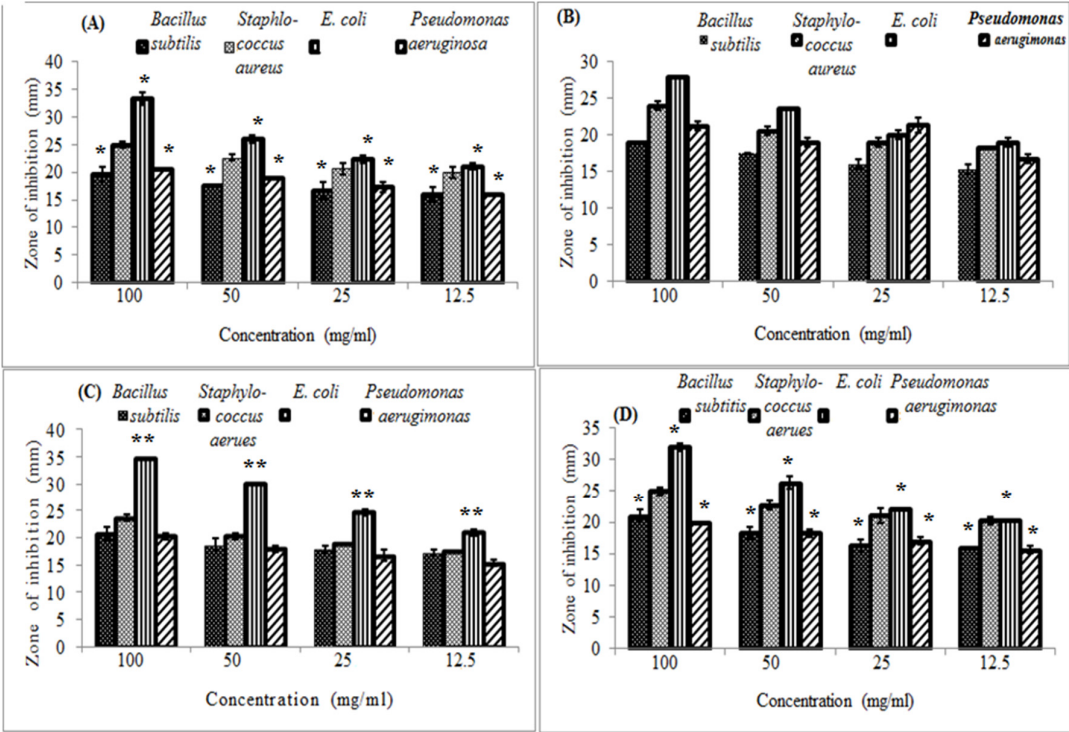 (A) Bacillus Staphlo- E. coli Pseudomonas
subtilis coccus aeruginosa
aureus
Zone of inhibition (mm)
40
35
30
25
20
15
10
5
0
* * *
* *
* * *
* * *
100 50 25 12.5
Concentration (mg/ml)
(B) Bacillus Staphylo- E. coli Pseudomonas
subtilis coccus aerugimonas
aureus
Zone of inhibition (mm)
30
25
20
15
10
5
0
100 50 25 12.5
Concentration (mg/ml)
(C) Bacillus Staphylo- E. coli Pseudomonas
subtilis coccus aerugimonas
aerues
Zone of inhibition (mm)
40
35
30
25
20
15
10
5
0
** ** ** **
100 50 25 12.5
Concentration (mg/ml)
(D) Bacillus Staphylo- E. coli Pseudomonas
subtitis coccus aerugimonas
aerues
Zone of inhibition (mm)
35
30
25
20
15
10
5
0
* * *
* * *
* * *
* * *
100 50 25 12.5
Concentration (mg/ml)